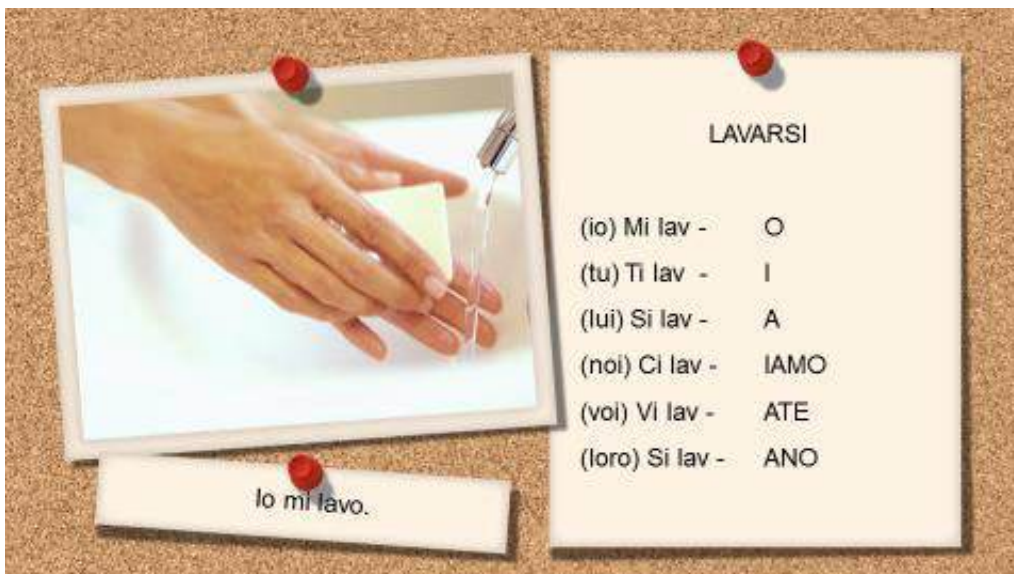 LAVARSI
(io) Mi lav - O
(tu) Ti lav - I
(lui) Si lav - A
(noi) Ci lav - IAMO
(voi) Vi lav - ATE
(loro) Si lav - ANO
Io mi lavo.